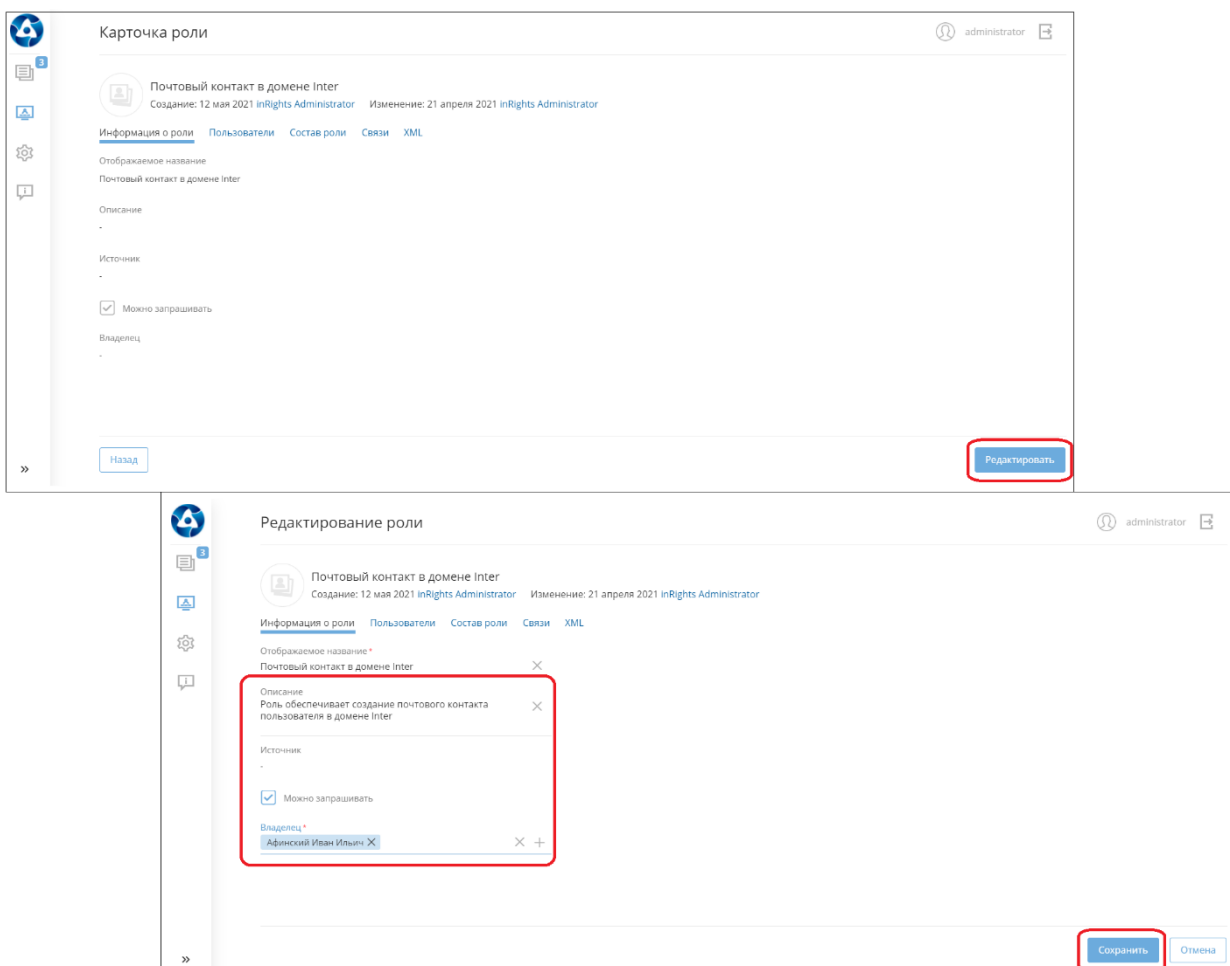 Карточка роли
administrator
3
Почтовый контакт в домене Inter
Создание: 12 мая 2021 inRights Administrator Изменение: 21 апреля 2021 inRights Administrator
Информация о роли Пользователи Состав роли Связи XML
Отображаемое название
Почтовый контакт в домене Inter
Описание
-
Источник
-
Можно запрашивать
Владелец
-
Назад
Редактировать
»
Редактирование роли
administrator
3
Почтовый контакт в домене Inter
Создание: 12 мая 2021 inRights Administrator Изменение: 21 апреля 2021 inRights Administrator
Информация о роли Пользователи Состав роли Связи XML
Отображаемое название *
Почтовый контакт в домене Inter
Описание
Роль обеспечивает создание почтового контакта
пользователя в домене Inter
Источник
-
Можно запрашивать
Владелец *
Афинский Иван Ильич
Сохранить
Отмена
»